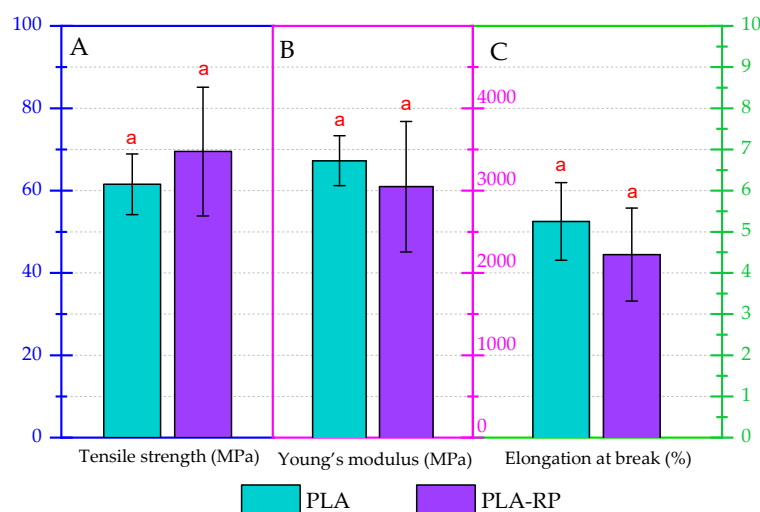 100
80
60
40
20
0
A
a
a
Tensile strength (MPa)
B
a
a
4000
3000
2000
1000
0
Young's modulus (MPa)
C
a
a
10
9
8
7
6
5
4
3
2
1
0
Elongation at break (%)
PLA
PLA-RP